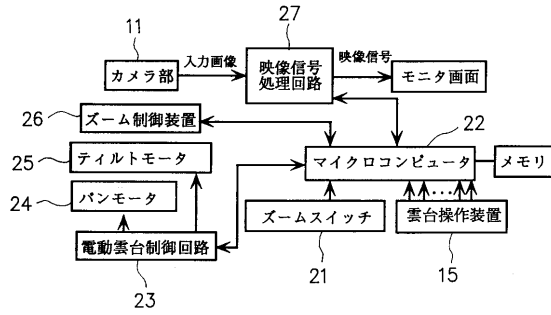 27
11
カメラ部
入力画像
映像信号
処理回路
映像信号
モニタ画面
26
ズーム制御装置
22
25
ティルトモータ
マイクロコンピュータ
メモリ
24
パンモータ
ズームスイッチ
雲台操作装置
電動雲台制御回路
21
15
23